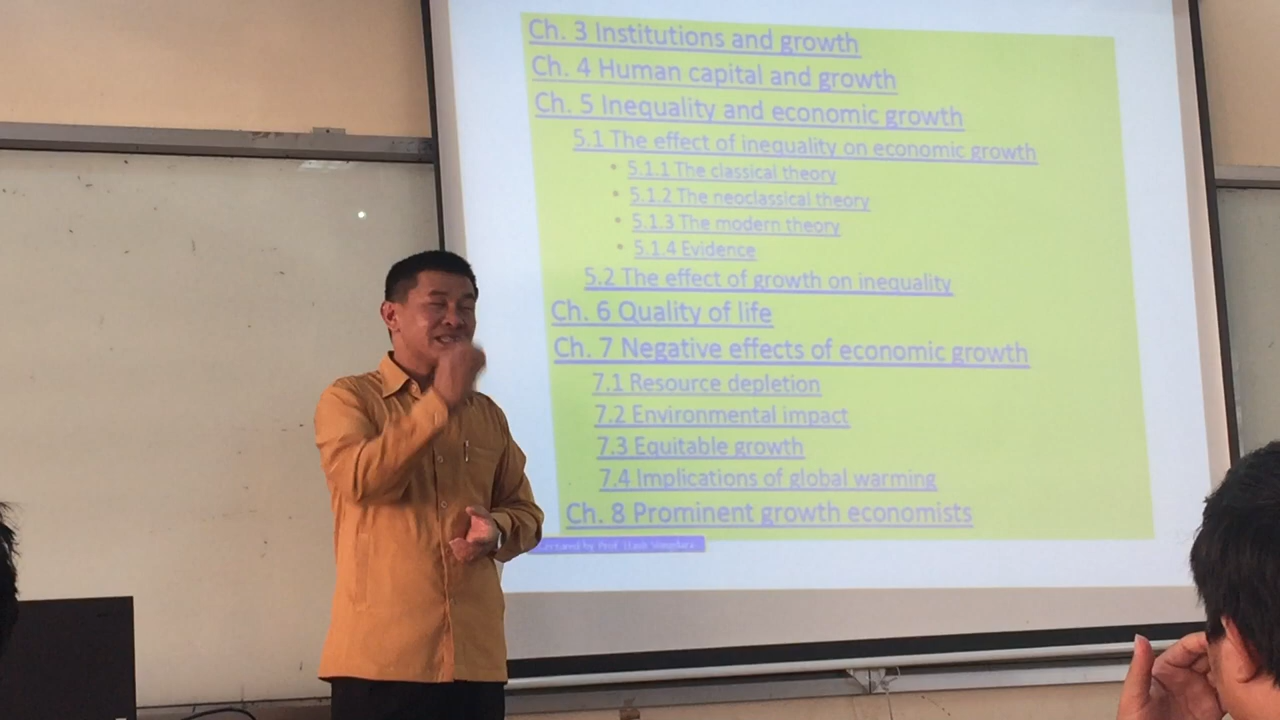 Ch. 3 Institutions and growth
Ch. 4 Human capital and growth
Ch. 5 Inequality and economic growth
5.1 The effect of inequality on economic growth
• 5.1.1 The classical theory
• 5.1.2 The neoclassical theory
• 5.1.3 The modern theory
• 5.1.4 Evidence
5.2 The effect of growth on inequality
Ch. 6 Quality of life
Ch. 7 Negative effects of economic growth
7.1 Resource depletion
7.2 Environmental impact
7.3 Equitable growth
7.4 Implications of global warming
Ch. 8 Prominent growth economists
by Prof.